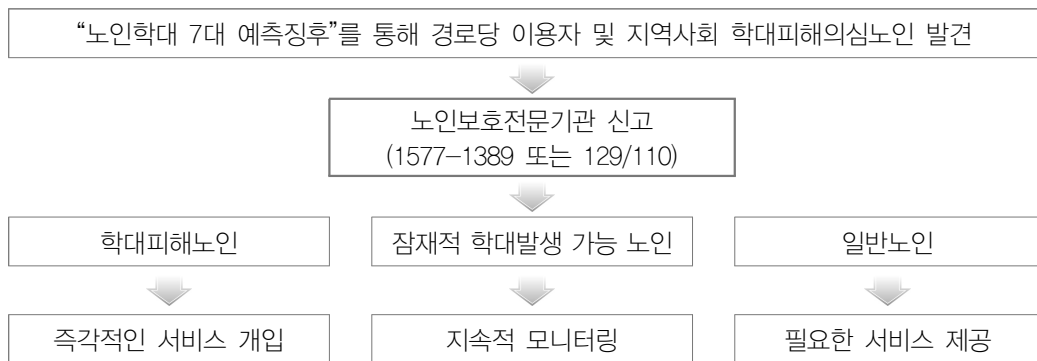 “노인학대 7대 예측징후”를 통해 경로당 이용자 및 지역사회 학대피해의심노인 발견
노인보호전문기관 신고
(1577-1389 또는 129/110)
학대피해노인
잠재적 학대발생 가능 노인
일반노인
즉각적인 서비스 개입
지속적 모니터링
필요한 서비스 제공